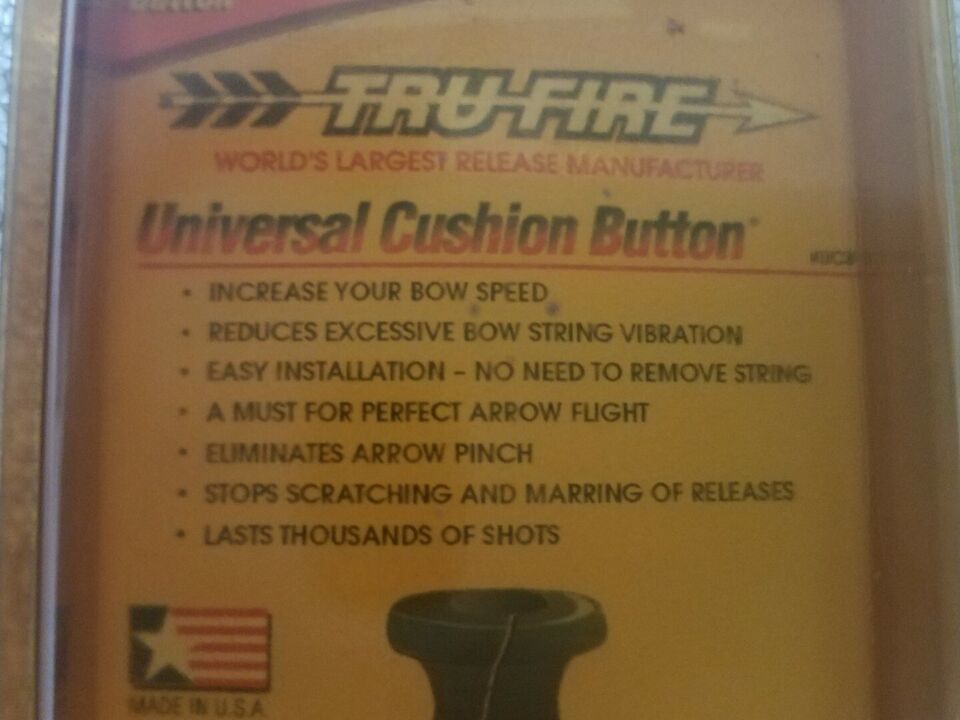 BUTTON
TRU-FIRE
WORLD'S LARGEST RELEASE MANUFACTURER
Universal Cushion Button
• INCREASE YOUR BOW SPEED
• REDUCES EXCESSIVE BOW STRING VIBRATION
• EASY INSTALLATION – NO NEED TO REMOVE STRING
• A MUST FOR PERFECT ARROW FLIGHT
• ELIMINATES ARROW PINCH
• STOPS SCRATCHING AND MARRING OF RELEASES
• LASTS THOUSANDS OF SHOTS
MADE IN U.S.A.